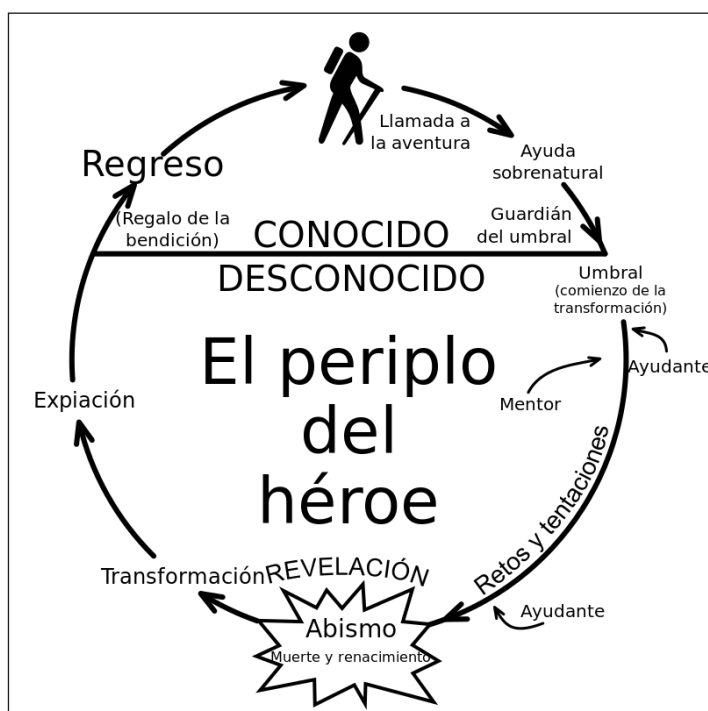 Llamada a
la aventura
Ayuda
sobrenatural
Regreso
(Regalo de la
bendición)
CONOCIDO
Guardián
del umbral
DESCONOCIDO
Umbral
(comienzo de la
transformación)
El periplo
del
héroe
Ayudante
Mentor
Expiación
Retos y tentaciones
Transformación
REVELACIÓN
Ayudante
Abismo
Muerte y renacimiento